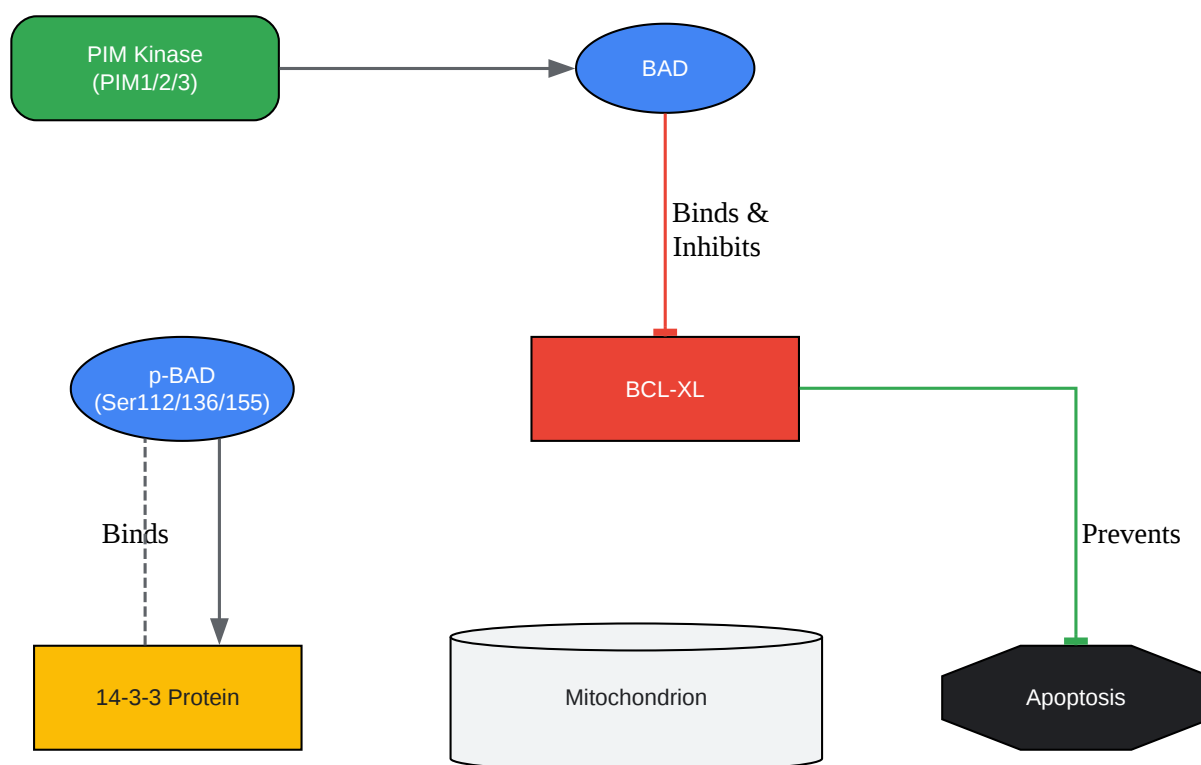 PIM Kinase
(PIM1/2/3)
BAD
Binds &
Inhibits
p-BAD
(Ser112/136/155)
BCL-XL
Binds
Prevents
14-3-3 Protein
Mitochondrion
Apoptosis